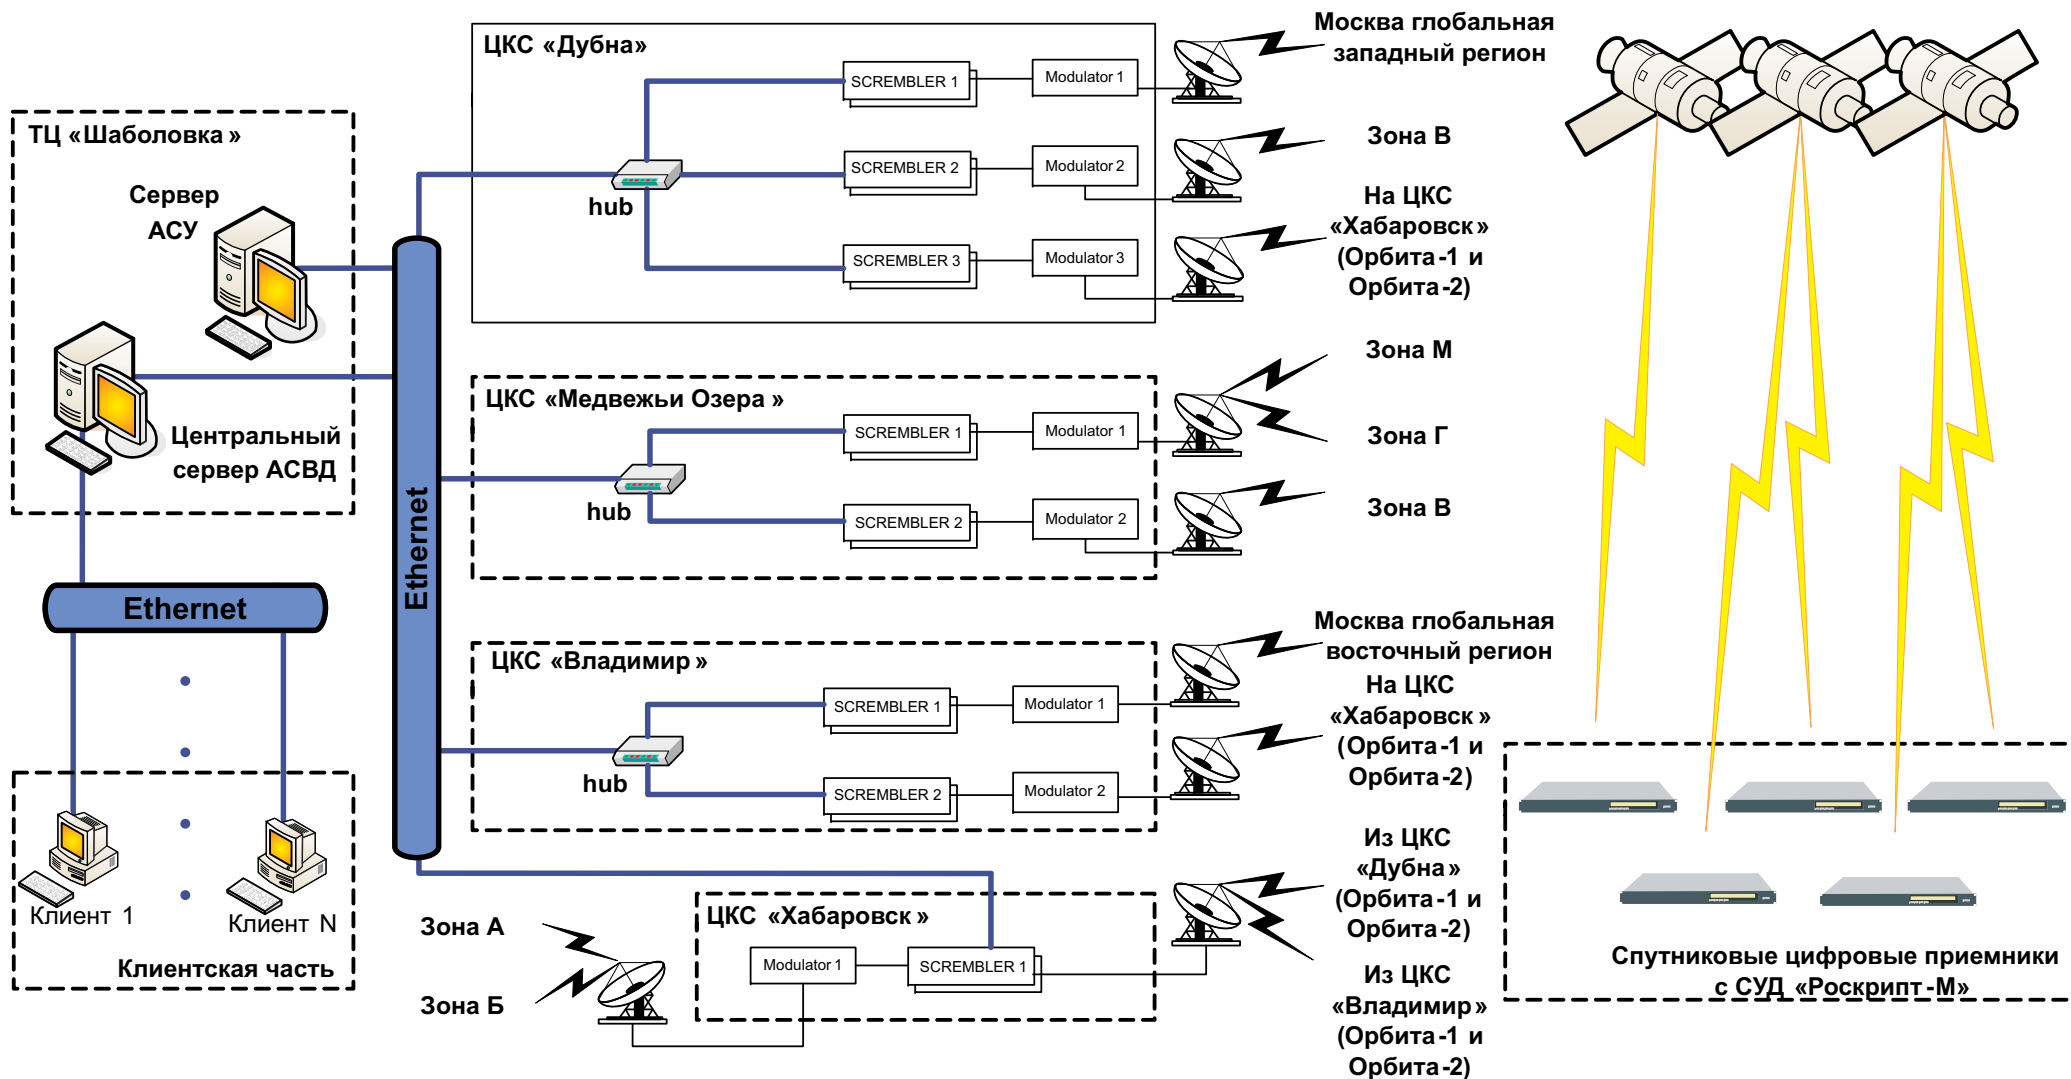 ТЦ «Шаболовка»
Сервер
АСУ
Центральный
сервер АСВД
Ethernet
Клиент 1
Клиент N
Клиентская часть
Ethernet
ЦКС «Дубна»
hub
SCREMBLER 1
Modulator 1
SCREMBLER 2
Modulator 2
SCREMBLER 3
Modulator 3
Москва глобальная
западный регион
Зона В
На ЦКС
«Хабаровск»
(Орбита-1 и
Орбита-2)
ЦКС «Медвежьи Озера»
hub
SCREMBLER 1
Modulator 1
SCREMBLER 2
Modulator 2
Зона М
Зона Г
Зона В
ЦКС «Владимир»
hub
SCREMBLER 1
Modulator 1
SCREMBLER 2
Modulator 2
Москва глобальная
восточный регион
На ЦКС
«Хабаровск»
(Орбита-1 и
Орбита-2)
ЦКС «Хабаровск»
Modulator 1
SCREMBLER 1
Зона А
Зона Б
Из ЦКС
«Дубна»
(Орбита-1 и
Орбита-2)
Из ЦКС
«Владимир»
(Орбита-1 и
Орбита-2)
Спутниковые цифровые приемники
с СУД «Роскрипт-М»